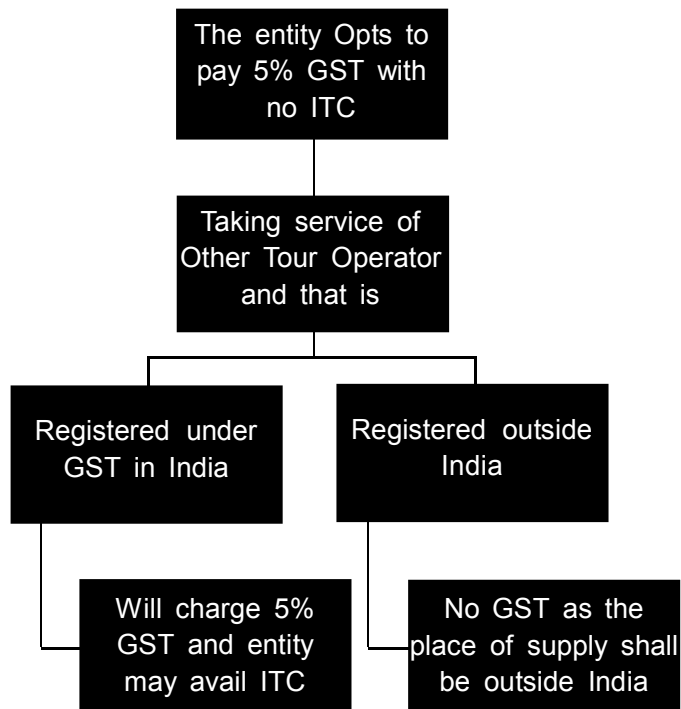 The entity Opts to
pay 5% GST with
no ITC
Taking service of
Other Tour Operator
and that is
Registered under
GST in India
Registered outside
India
Will charge 5%
GST and entity
may avail ITC
No GST as the
place of supply shall
be outside India